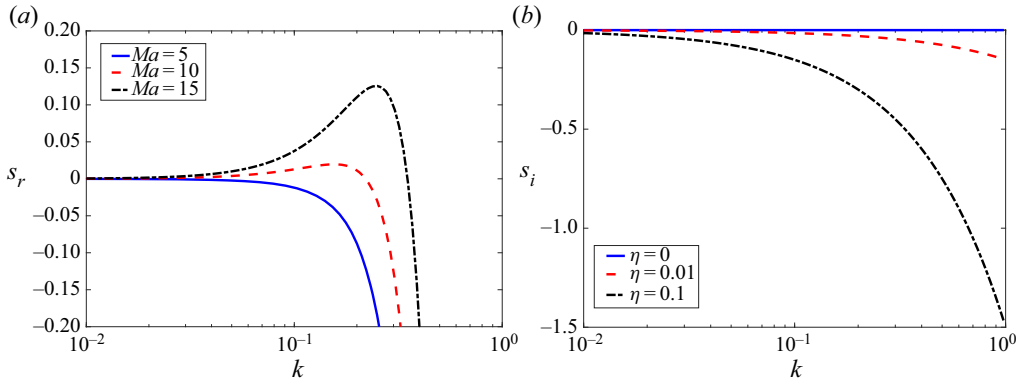 (a)
0.20
0.15
0.10
0.05
0
−0.05
−0.10
−0.15
−0.20
s_r
Ma = 5
Ma = 10
Ma = 15
10^−2
10^−1
10^0
k
(b)
0
−0.5
−1.0
−1.5
s_i
η = 0
η = 0.01
η = 0.1
10^−2
10^−1
10^0
k